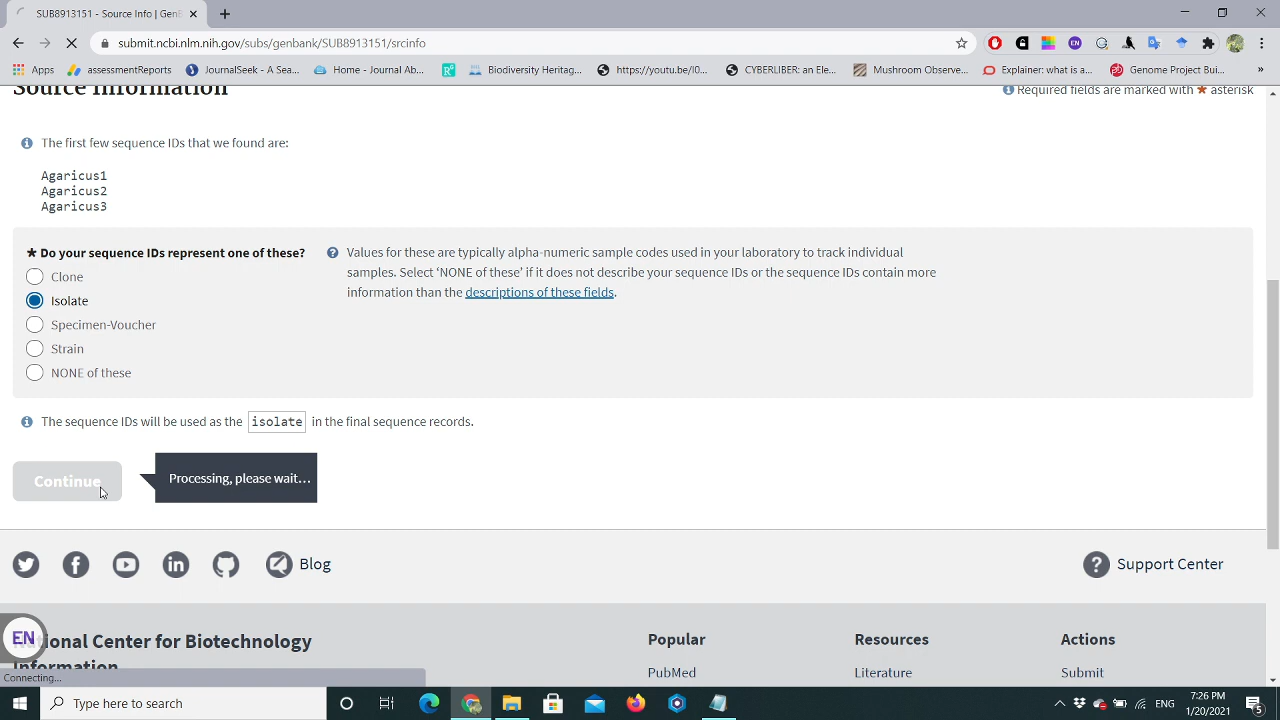 SUB8913151 - Source Info | GenB
submit.ncbi.nlm.nih.gov/subs/genbank/SUB8913151/srcinfo
Apps
assessmentReports
JournalSeek - A Sea...
Home - Journal Ab...
Biodiversity Heritag...
https://youtu.be/I0...
CYBERLIBER: an Ele...
Mushroom Observe...
Explainer: what is a...
Genome Project Bui...
»
Source Information
Required fields are marked with * asterisk
The first few sequence IDs that we found are:
Agaricus1
Agaricus2
Agaricus3
* Do your sequence IDs represent one of these?
Clone
Isolate
Specimen-Voucher
Strain
NONE of these
Values for these are typically alpha-numeric sample codes used in your laboratory to track individual
samples. Select ‘NONE of these’ if it does not describe your sequence IDs or the sequence IDs contain more
information than the descriptions of these fields.
The sequence IDs will be used as the isolate in the final sequence records.
Continue
Processing, please wait...
Blog
Support Center
EN
National Center for Biotechnology
Information
Popular
PubMed
Resources
Literature
Actions
Submit
Connecting...
Type here to search
ENG
7:26 PM
1/20/2021
5